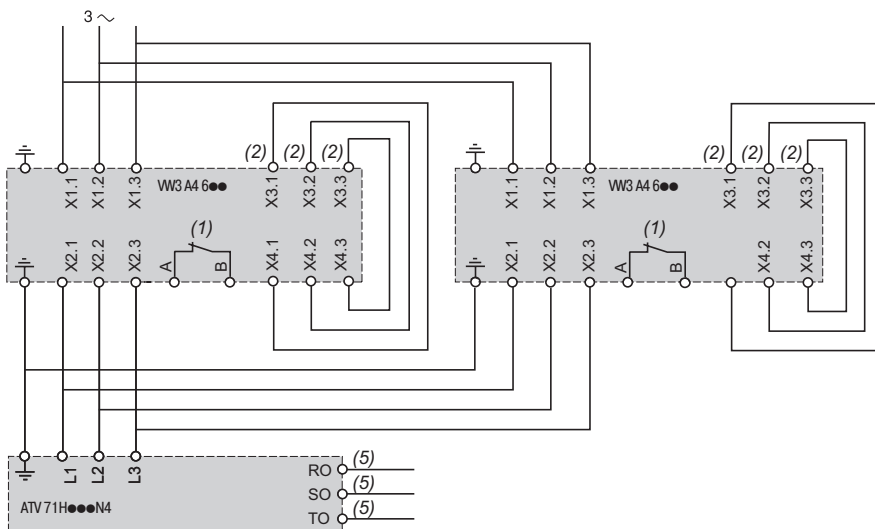 3 ~
(2) (2) (2)
X1.1 X1.2 X1.3 VW3 A4 6●● X3.1 X3.2 X3.3
(1)
X2.1 X2.2 X2.3 A B X4.1 X4.2 X4.3
(2) (2) (2)
X1.1 X1.2 X1.3 VW3 A4 6●● X3.1 X3.2 X3.3
(1)
X2.1 X2.2 X2.3 A B X4.2 X4.3
L1 L2 L3
ATV 71H●●●N4
RO (5)
SO (5)
TO (5)